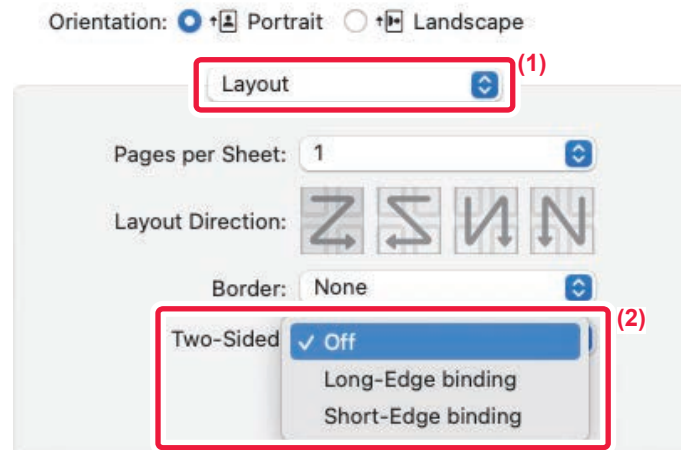 Orientation: Portrait Landscape
(1)
Layout
Pages per Sheet: 1
Layout Direction:
Border: None
(2)
Two-Sided ✓ Off
Long-Edge binding
Short-Edge binding